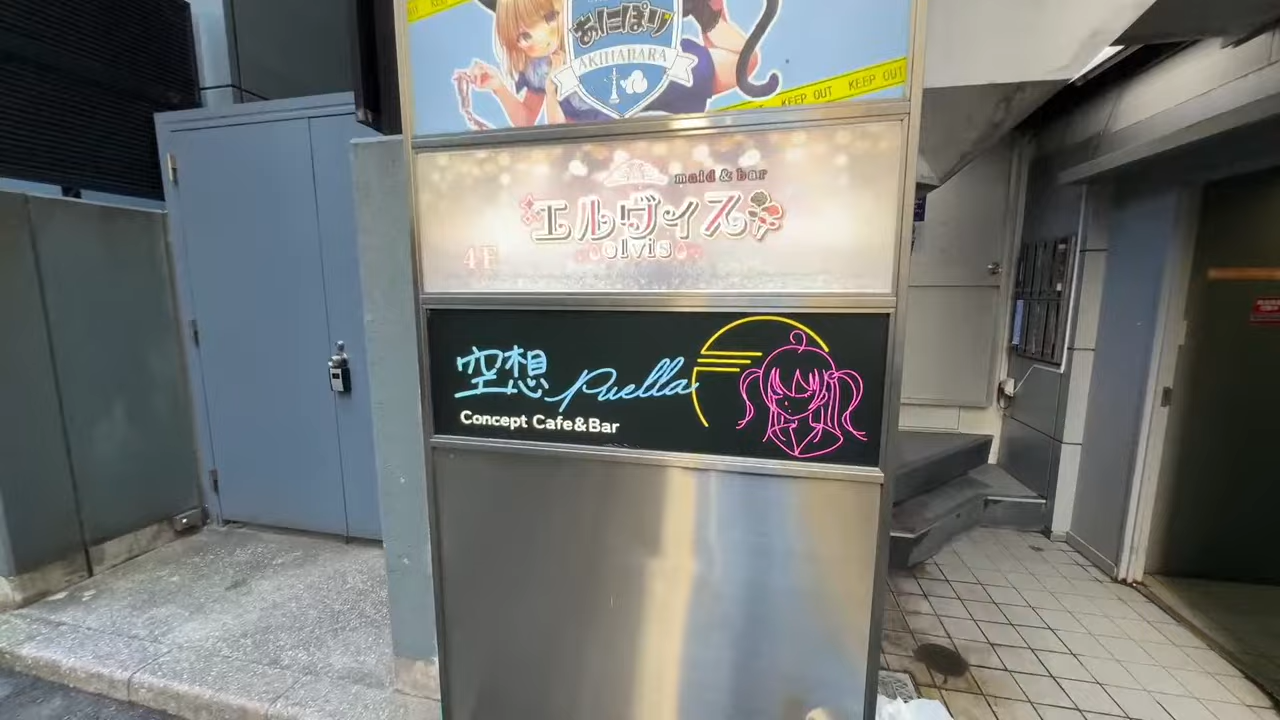 KEEP OUT KEEP OUT
あにぽり
AKIHABARA
maid & bar
エルヴィス
elvis
4F
空想 Puella
Concept Cafe&Bar